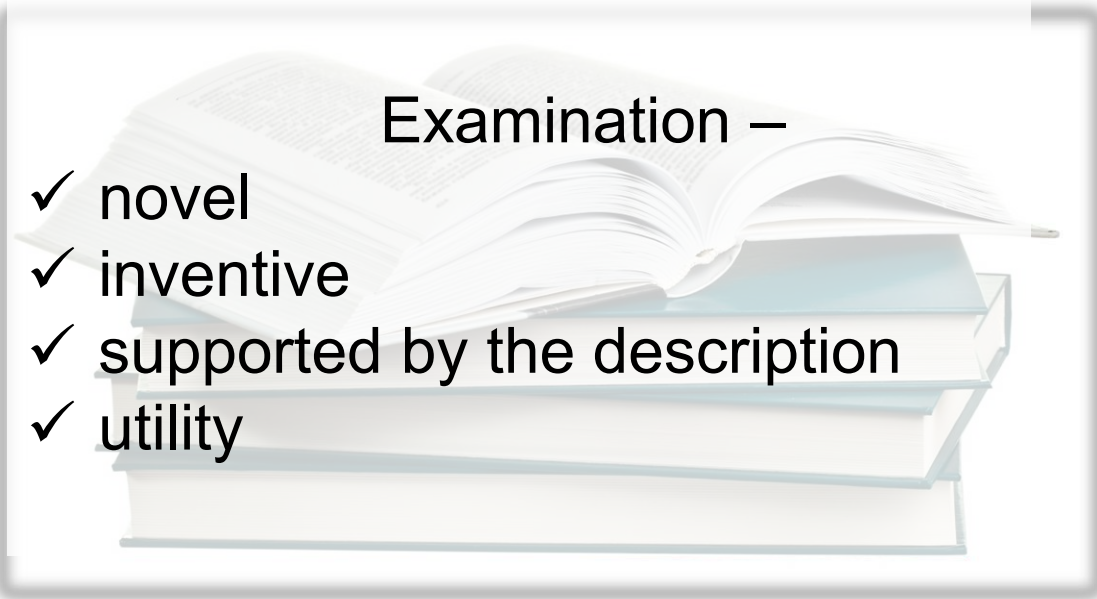 Examination –
✓ novel
✓ inventive
✓ supported by the description
✓ utility